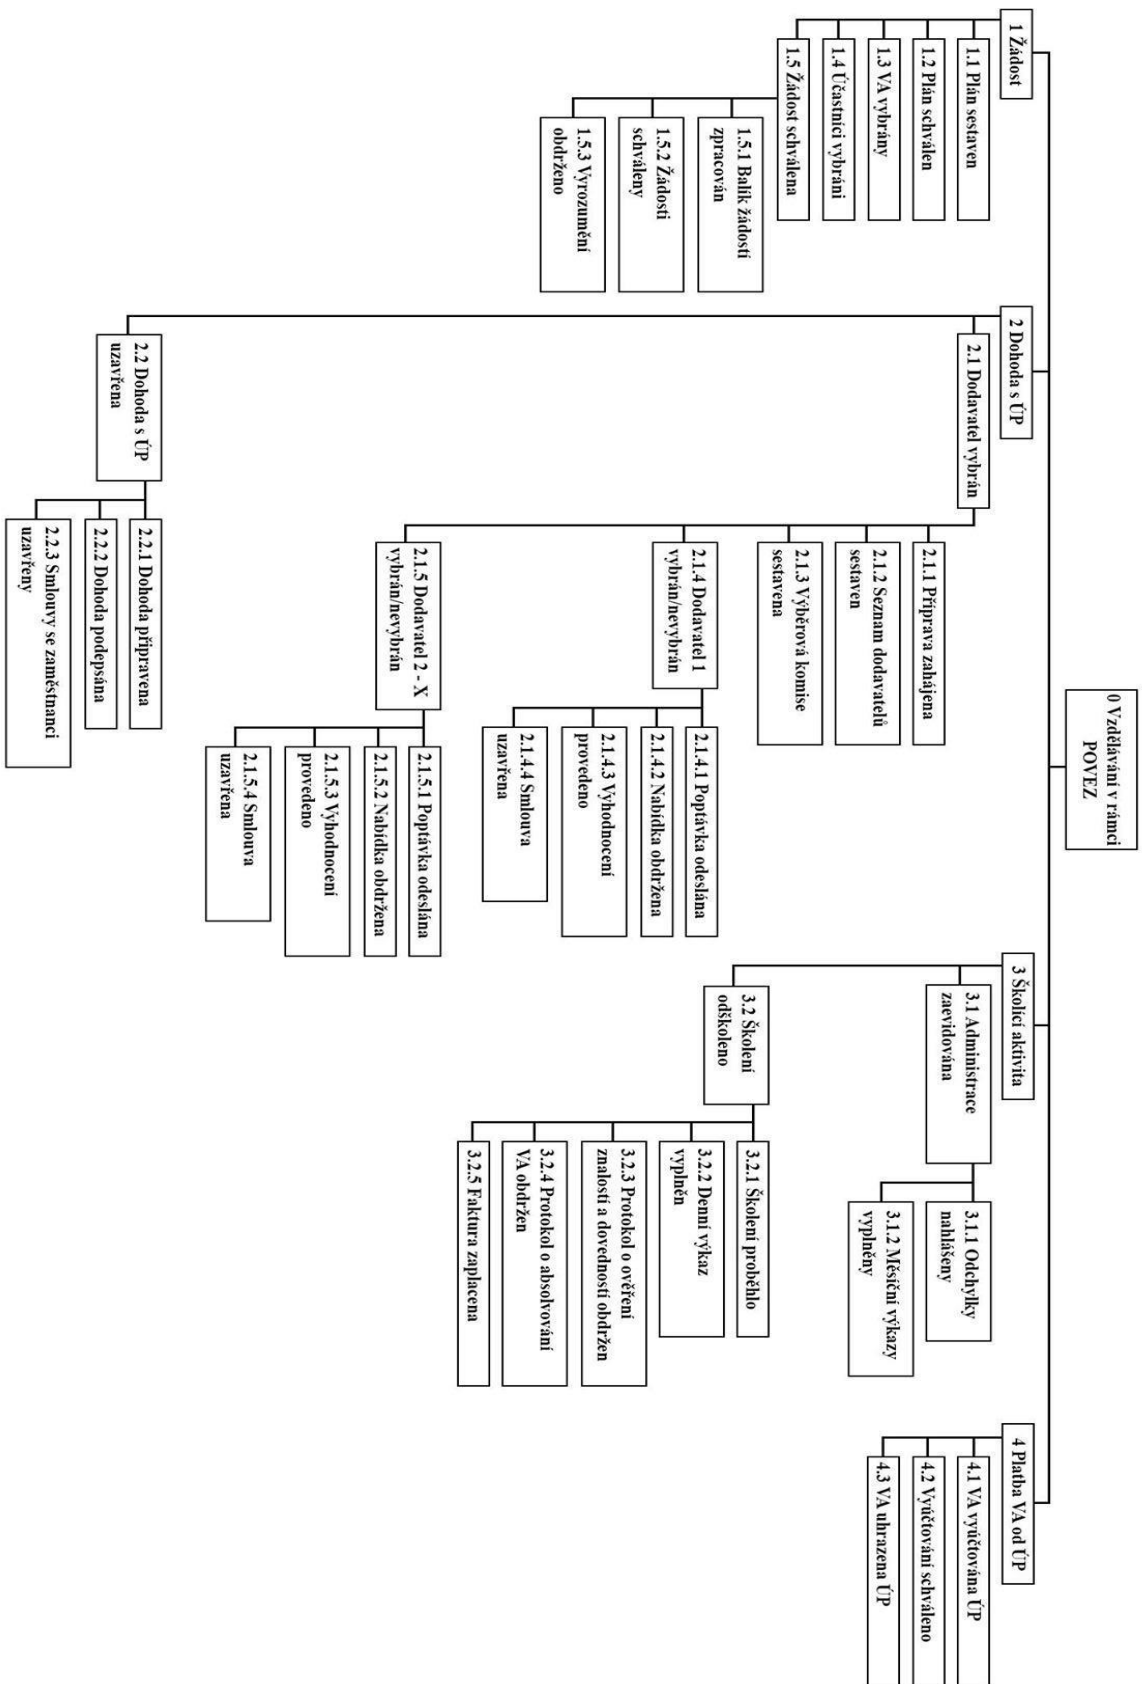 0 Vzdělávání v rámci
POVEZ
1 Žádost
1.1 Plán sestaven
1.2 Plán schválen
1.3 VA vybrány
1.4 Účastníci vybráni
1.5 Žádost schválena
1.5.1 Balík žádostí
zpracován
1.5.2 Žádosti
schváleny
1.5.3 Vyrozumění
obdrženo
2 Dohoda s ÚP
2.1 Dodavatel vybrán
2.1.1 Příprava zahájena
2.1.2 Seznam dodavatelů
sestaven
2.1.3 Výběrová komise
sestavena
2.1.4 Dodavatel 1
vybrán/nevybrán
2.1.4.1 Poptávka odeslána
2.1.4.2 Nabídka obdržena
2.1.4.3 Vyhodnocení
provedeno
2.1.4.4 Smlouva
uzavřena
2.1.5 Dodavatel 2 - X
vybrán/nevybrán
2.1.5.1 Poptávka odeslána
2.1.5.2 Nabídka obdržena
2.1.5.3 Vyhodnocení
provedeno
2.1.5.4 Smlouva
uzavřena
2.2 Dohoda s ÚP
uzavřena
2.2.1 Dohoda připravena
2.2.2 Dohoda podepsána
2.2.3 Smlouvy se zaměstnanci
uzavřeny
3 Školící aktivita
3.1 Administrace
zaevidována
3.1.1 Odchylky
nahlášeny
3.1.2 Měsíční výkazy
vyplněny
3.2 Školení
odškoleno
3.2.1 Školení proběhlo
3.2.2 Denní výkaz
vyplněn
3.2.3 Protokol o ověření
znalostí a dovedností obdržen
3.2.4 Protokol o absolvování
VA obdržen
3.2.5 Faktura zaplacena
4 Platba VA od ÚP
4.1 VA vyúčtována ÚP
4.2 Vyúčtování schváleno
4.3 VA uhrazena ÚP